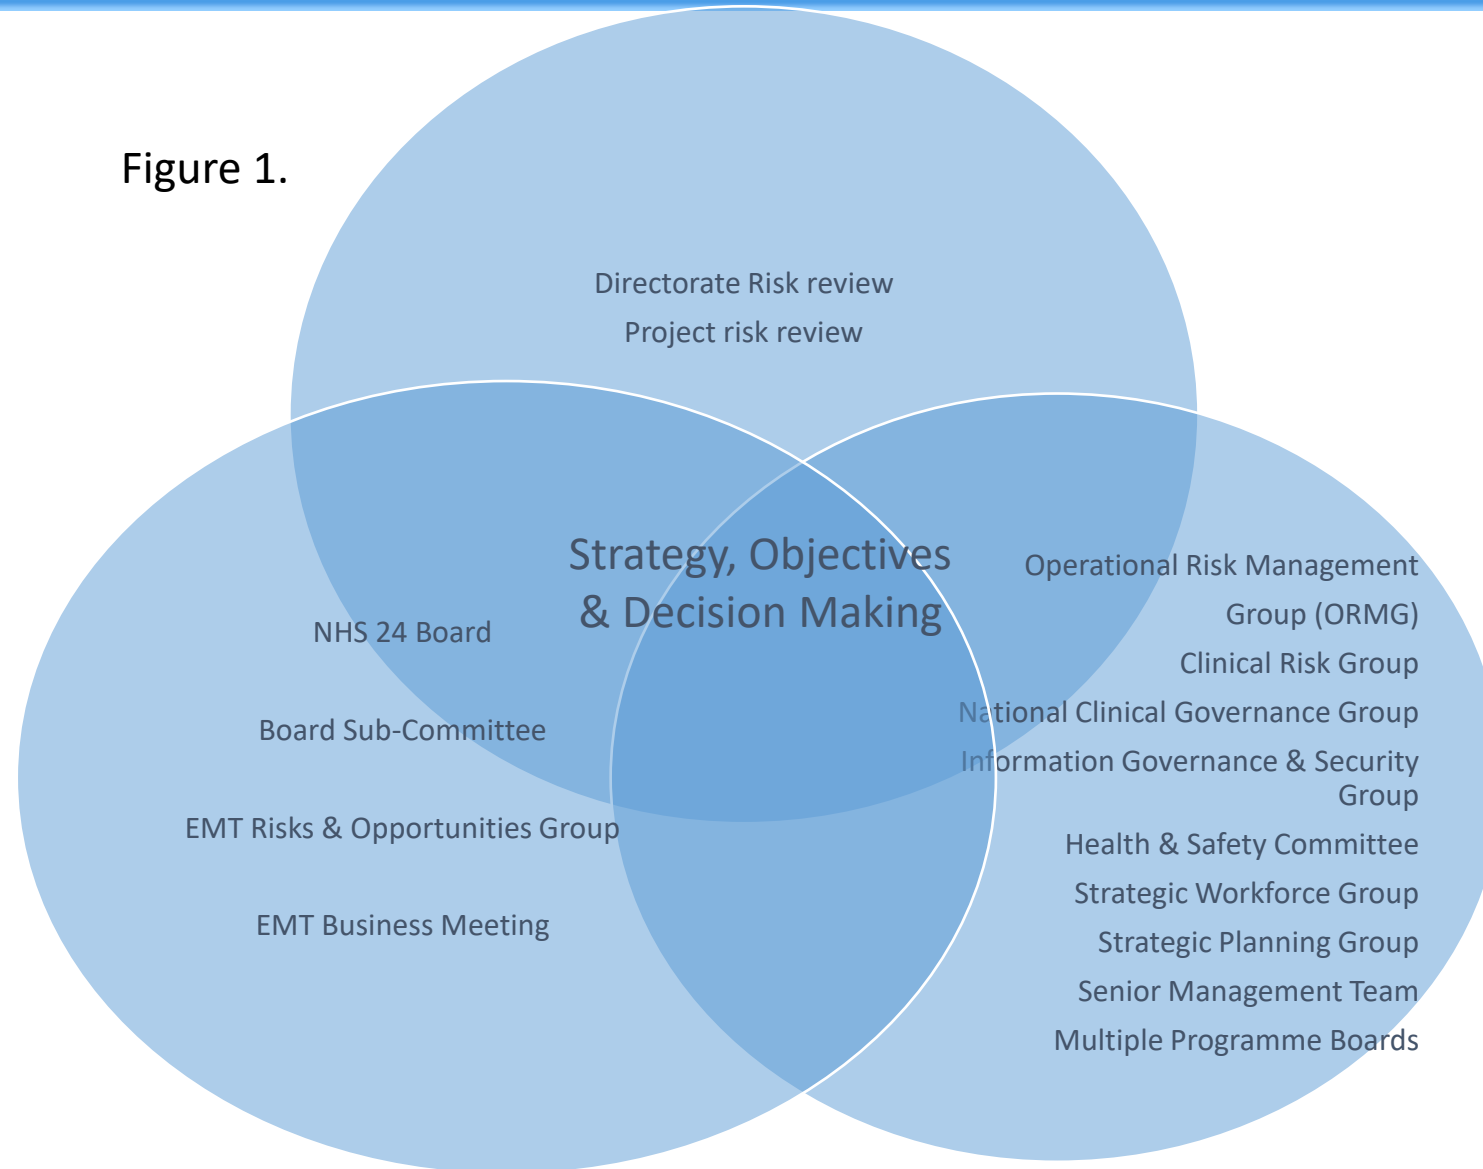 Figure 1.
Directorate Risk review
Project risk review
Strategy, Objectives
& Decision Making
NHS 24 Board
Board Sub-Committee
EMT Risks & Opportunities Group
EMT Business Meeting
Operational Risk Management
Group (ORMG)
Clinical Risk Group
National Clinical Governance Group
Information Governance & Security
Group
Health & Safety Committee
Strategic Workforce Group
Strategic Planning Group
Senior Management Team
Multiple Programme Boards